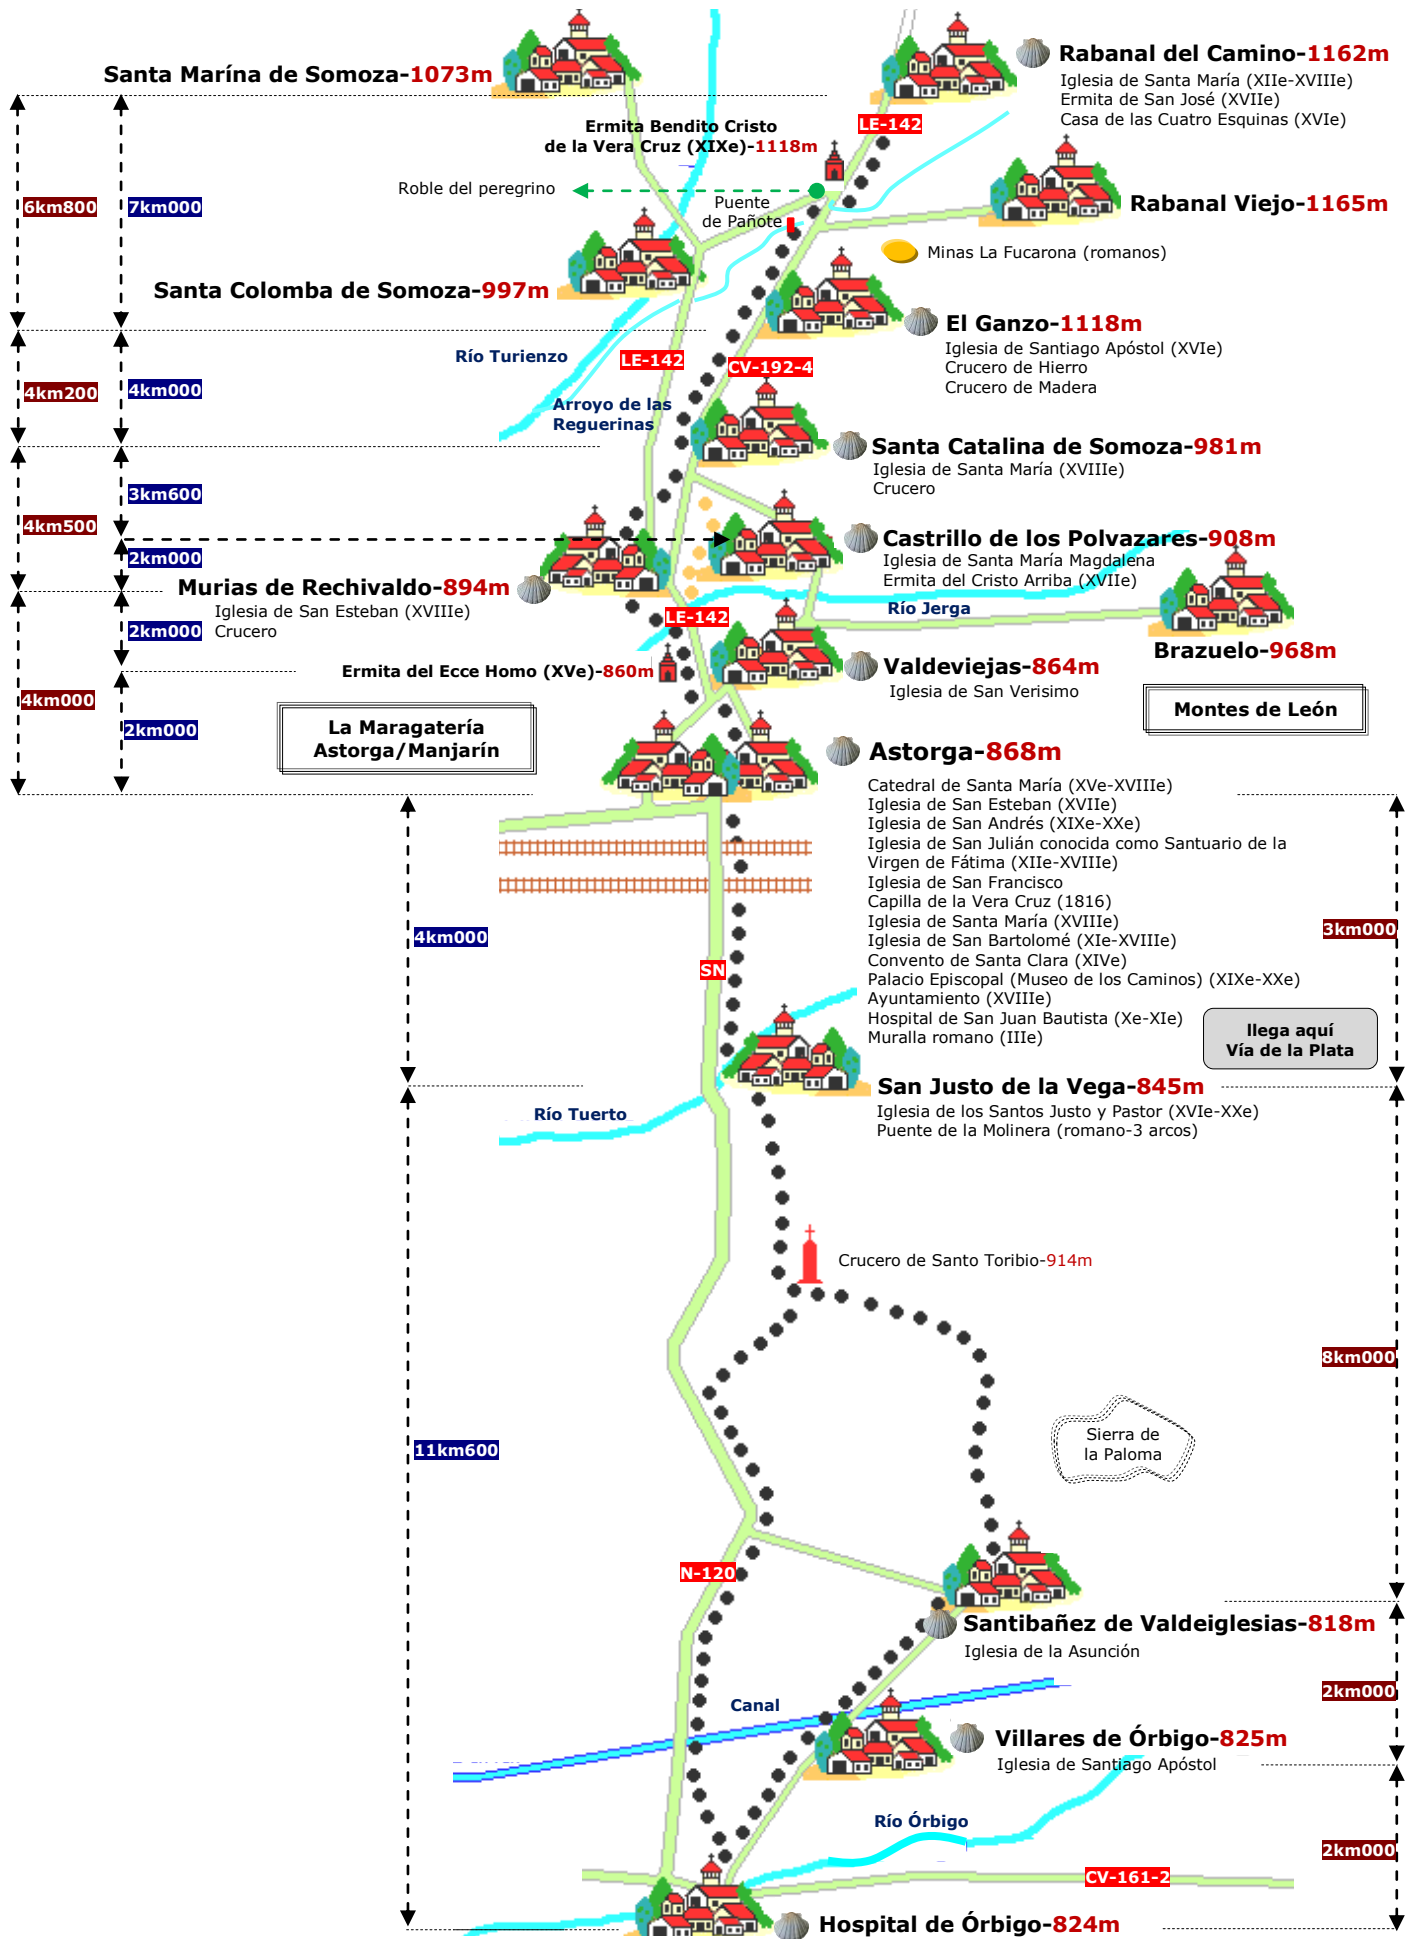 Santa Marína de Somoza-1073m
Rabanal del Camino-1162m
Iglesia de Santa María (XIIe-XVIIIe)
Ermita de San José (XVIIe)
Casa de las Cuatro Esquinas (XVIe)
LE-142
Ermita Bendito Cristo
de la Vera Cruz (XIXe)-1118m
Roble del peregrino
Puente
de Pañote
6km800
7km000
Rabanal Viejo-1165m
Minas La Fucarona (romanos)
Santa Colomba de Somoza-997m
El Ganzo-1118m
Iglesia de Santiago Apóstol (XVIe)
Crucero de Hierro
Crucero de Madera
Río Turienzo
LE-142
CV-192-4
4km200
4km000
Arroyo de las
Reguerinas
Santa Catalina de Somoza-981m
Iglesia de Santa María (XVIIIe)
Crucero
3km600
4km500
2km000
Castrillo de los Polvazares-908m
Iglesia de Santa María Magdalena
Ermita del Cristo Arriba (XVIIe)
Murias de Rechivaldo-894m
Iglesia de San Esteban (XVIIIe)
Crucero
Río Jerga
LE-142
2km000
Brazuelo-968m
Ermita del Ecce Homo (XVe)-860m
Valdeviejas-864m
Iglesia de San Verisimo
4km000
2km000
La Maragatería
Astorga/Manjarín
Montes de León
Astorga-868m
Catedral de Santa María (XVe-XVIIIe)
Iglesia de San Esteban (XVIIe)
Iglesia de San Andrés (XIXe-XXe)
Iglesia de San Julián conocida como Santuario de la
Virgen de Fátima (XIIe-XVIIIe)
Iglesia de San Francisco
Capilla de la Vera Cruz (1816)
Iglesia de Santa María (XVIIIe)
Iglesia de San Bartolomé (XIe-XVIIIe)
Convento de Santa Clara (XIVe)
Palacio Episcopal (Museo de los Caminos) (XIXe-XXe)
Ayuntamiento (XVIIIe)
Hospital de San Juan Bautista (Xe-XIe)
Muralla romano (IIIe)
4km000
3km000
SN
llega aquí
Vía de la Plata
San Justo de la Vega-845m
Iglesia de los Santos Justo y Pastor (XVIe-XXe)
Puente de la Molinera (romano-3 arcos)
Río Tuerto
Crucero de Santo Toribio-914m
8km000
Sierra de
la Paloma
11km600
N-120
Santibañez de Valdeiglesias-818m
Iglesia de la Asunción
2km000
Canal
Villares de Órbigo-825m
Iglesia de Santiago Apóstol
Río Órbigo
2km000
CV-161-2
Hospital de Órbigo-824m